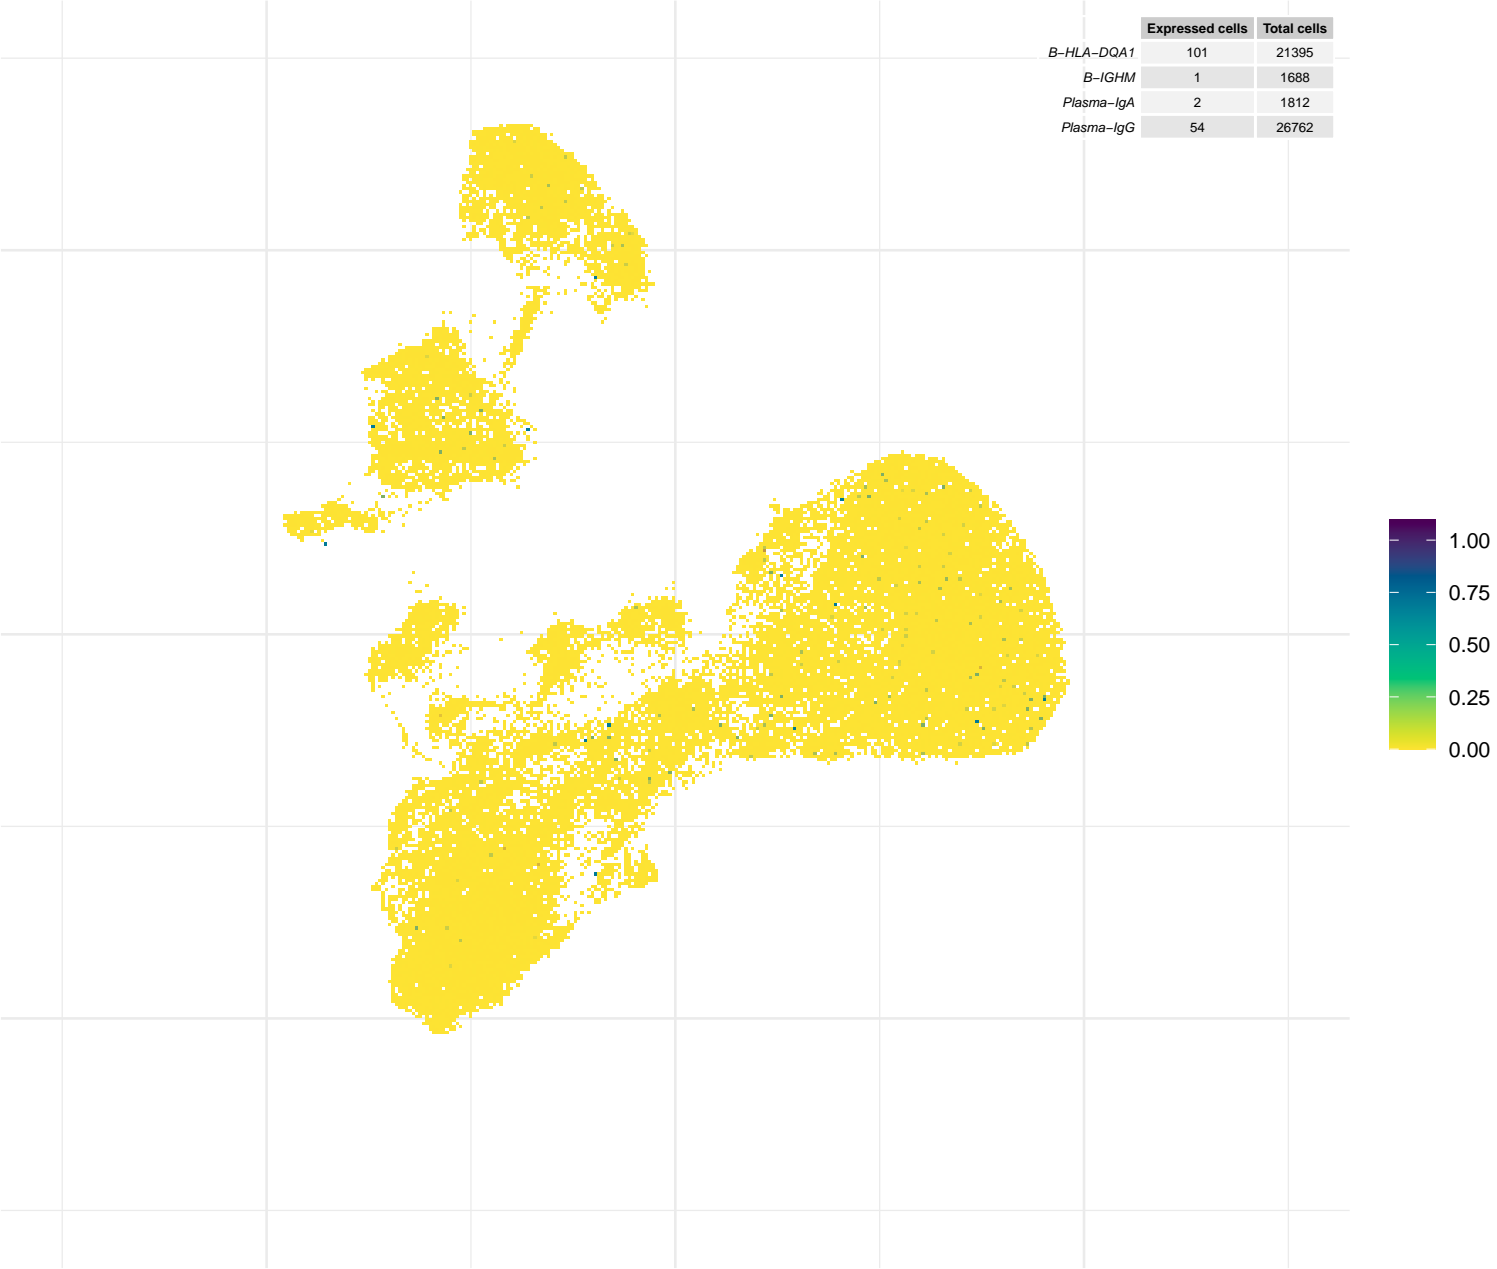 Expressed cells Total cells
B−HLA−DQA1 101 21395
B−IGHM 1 1688
Plasma−IgA 2 1812
Plasma−IgG 54 26762
1.00
0.75
0.50
0.25
0.00